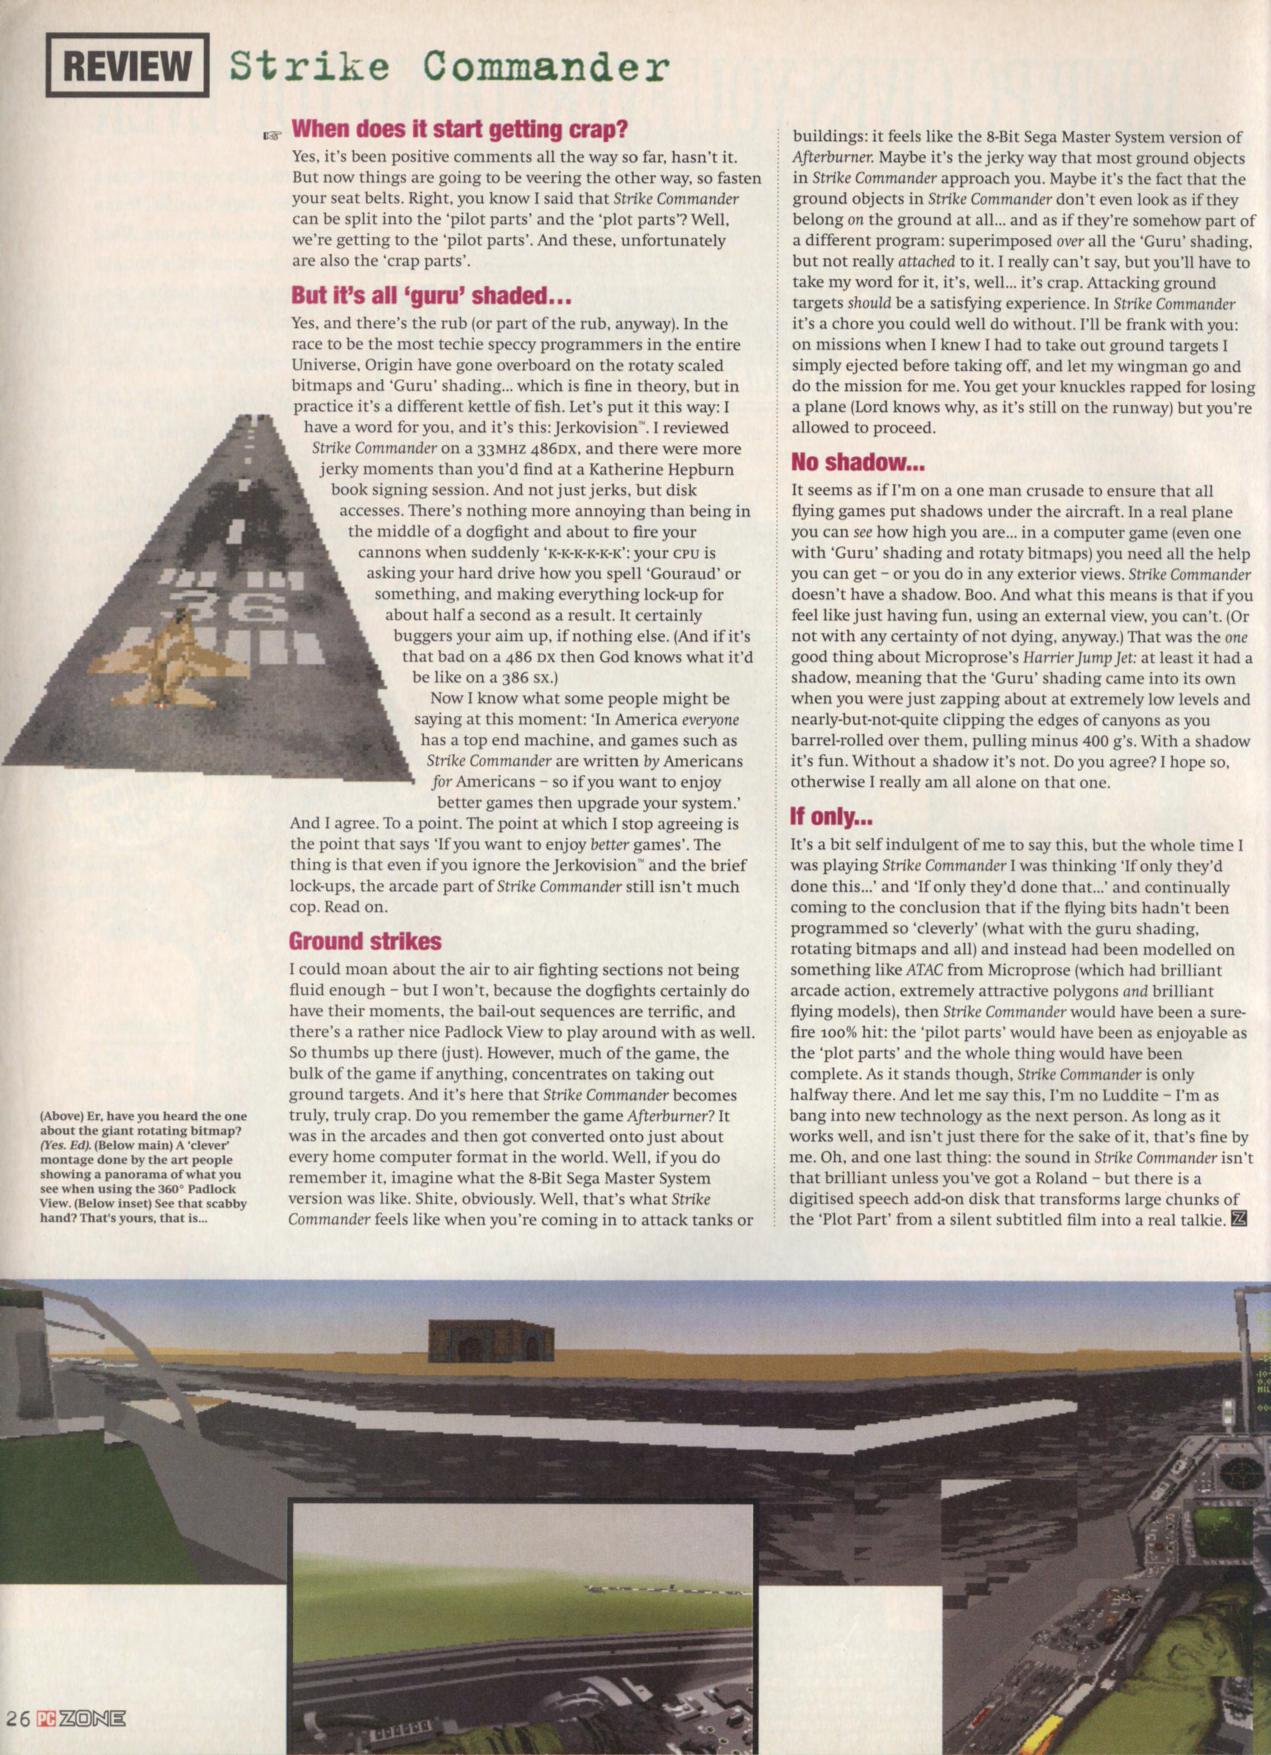 REVIEW Strike Commander
☞ When does it start getting crap?
Yes, it's been positive comments all the way so far, hasn't it.
But now things are going to be veering the other way, so fasten
your seat belts. Right, you know I said that Strike Commander
can be split into the 'pilot parts' and the 'plot parts'? Well,
we're getting to the 'pilot parts'. And these, unfortunately
are also the 'crap parts'.
But it's all 'guru' shaded...
Yes, and there's the rub (or part of the rub, anyway). In the
race to be the most techie speccy programmers in the entire
Universe, Origin have gone overboard on the rotaty scaled
bitmaps and 'Guru' shading... which is fine in theory, but in
practice it's a different kettle of fish. Let's put it this way: I
have a word for you, and it's this: Jerkovision™. I reviewed
Strike Commander on a 33MHZ 486DX, and there were more
jerky moments than you'd find at a Katherine Hepburn
book signing session. And not just jerks, but disk
accesses. There's nothing more annoying than being in
the middle of a dogfight and about to fire your
cannons when suddenly 'K-K-K-K-K-K': your CPU is
asking your hard drive how you spell 'Gouraud' or
something, and making everything lock-up for
about half a second as a result. It certainly
buggers your aim up, if nothing else. (And if it's
that bad on a 486 DX then God knows what it'd
be like on a 386 SX.)
Now I know what some people might be
saying at this moment: 'In America everyone
has a top end machine, and games such as
Strike Commander are written by Americans
for Americans – so if you want to enjoy
better games then upgrade your system.'
And I agree. To a point. The point at which I stop agreeing is
the point that says 'If you want to enjoy better games'. The
thing is that even if you ignore the Jerkovision™ and the brief
lock-ups, the arcade part of Strike Commander still isn't much
cop. Read on.
Ground strikes
I could moan about the air to air fighting sections not being
fluid enough – but I won't, because the dogfights certainly do
have their moments, the bail-out sequences are terrific, and
there's a rather nice Padlock View to play around with as well.
So thumbs up there (just). However, much of the game, the
bulk of the game if anything, concentrates on taking out
ground targets. And it's here that Strike Commander becomes
truly, truly crap. Do you remember the game Afterburner? It
was in the arcades and then got converted onto just about
every home computer format in the world. Well, if you do
remember it, imagine what the 8-Bit Sega Master System
version was like. Shite, obviously. Well, that's what Strike
Commander feels like when you're coming in to attack tanks or
buildings: it feels like the 8-Bit Sega Master System version of
Afterburner. Maybe it's the jerky way that most ground objects
in Strike Commander approach you. Maybe it's the fact that the
ground objects in Strike Commander don't even look as if they
belong on the ground at all... and as if they're somehow part of
a different program: superimposed over all the 'Guru' shading,
but not really attached to it. I really can't say, but you'll have to
take my word for it, it's, well... it's crap. Attacking ground
targets should be a satisfying experience. In Strike Commander
it's a chore you could well do without. I'll be frank with you:
on missions when I knew I had to take out ground targets I
simply ejected before taking off, and let my wingman go and
do the mission for me. You get your knuckles rapped for losing
a plane (Lord knows why, as it's still on the runway) but you're
allowed to proceed.
No shadow...
It seems as if I'm on a one man crusade to ensure that all
flying games put shadows under the aircraft. In a real plane
you can see how high you are... in a computer game (even one
with 'Guru' shading and rotaty bitmaps) you need all the help
you can get – or you do in any exterior views. Strike Commander
doesn't have a shadow. Boo. And what this means is that if you
feel like just having fun, using an external view, you can't. (Or
not with any certainty of not dying, anyway.) That was the one
good thing about Microprose's Harrier Jump Jet: at least it had a
shadow, meaning that the 'Guru' shading came into its own
when you were just zapping about at extremely low levels and
nearly-but-not-quite clipping the edges of canyons as you
barrel-rolled over them, pulling minus 400 g's. With a shadow
it's fun. Without a shadow it's not. Do you agree? I hope so,
otherwise I really am all alone on that one.
If only...
It's a bit self indulgent of me to say this, but the whole time I
was playing Strike Commander I was thinking 'If only they'd
done this...' and 'If only they'd done that...' and continually
coming to the conclusion that if the flying bits hadn't been
programmed so 'cleverly' (what with the guru shading,
rotating bitmaps and all) and instead had been modelled on
something like ATAC from Microprose (which had brilliant
arcade action, extremely attractive polygons and brilliant
flying models), then Strike Commander would have been a sure-
fire 100% hit: the 'pilot parts' would have been as enjoyable as
the 'plot parts' and the whole thing would have been
complete. As it stands though, Strike Commander is only
halfway there. And let me say this, I'm no Luddite – I'm as
bang into new technology as the next person. As long as it
works well, and isn't just there for the sake of it, that's fine by
me. Oh, and one last thing: the sound in Strike Commander isn't
that brilliant unless you've got a Roland – but there is a
digitised speech add-on disk that transforms large chunks of
the 'Plot Part' from a silent subtitled film into a real talkie. Z
36
(Above) Er, have you heard the one
about the giant rotating bitmap?
(Yes. Ed). (Below main) A 'clever'
montage done by the art people
showing a panorama of what you
see when using the 360° Padlock
View. (Below inset) See that scabby
hand? That's yours, that is...
26 PC ZONE